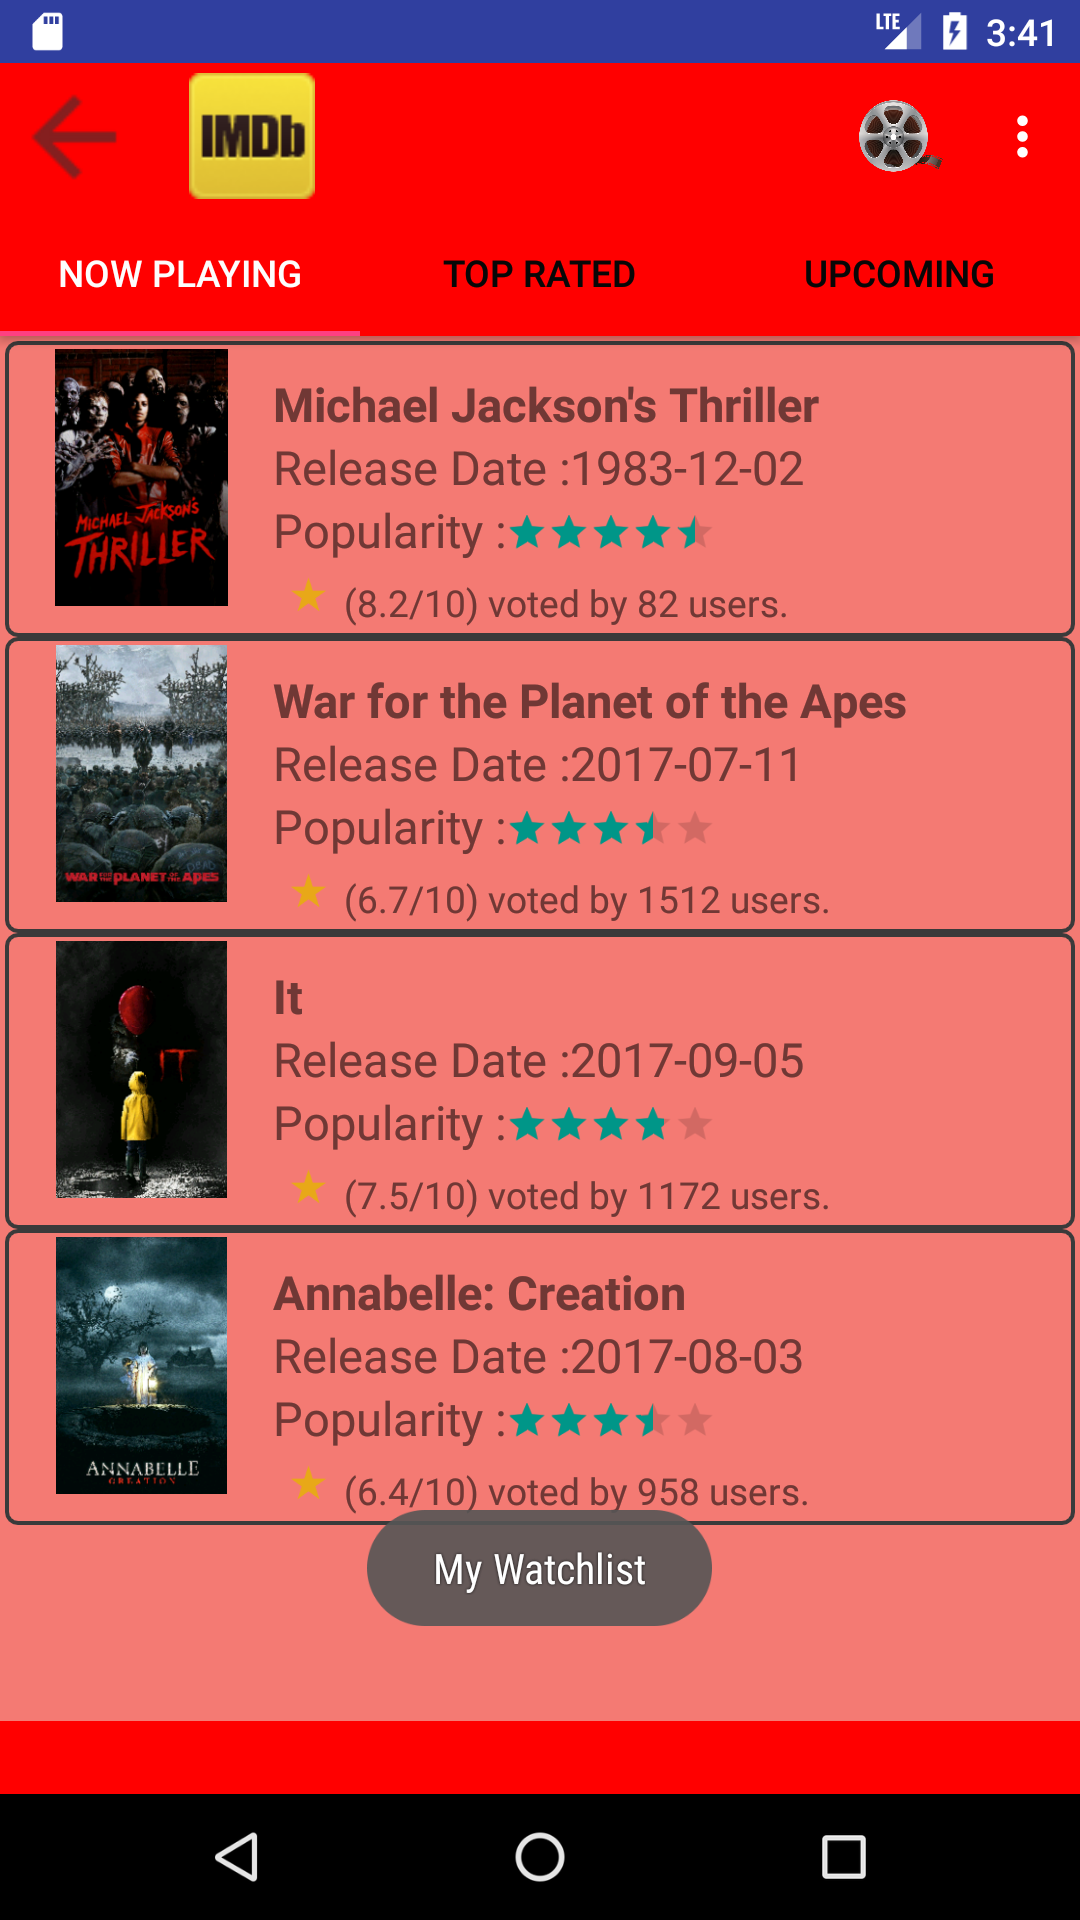 LTE 3:41
IMDb
NOW PLAYING TOP RATED UPCOMING
MICHAEL JACKSON'S
THRILLER
Michael Jackson's Thriller
Release Date :1983-12-02
Popularity :
(8.2/10) voted by 82 users.
WAR FOR THE PLANET OF THE APES
War for the Planet of the Apes
Release Date :2017-07-11
Popularity :
(6.7/10) voted by 1512 users.
IT
It
Release Date :2017-09-05
Popularity :
(7.5/10) voted by 1172 users.
ANNABELLE
CREATION
Annabelle: Creation
Release Date :2017-08-03
Popularity :
(6.4/10) voted by 958 users.
My Watchlist